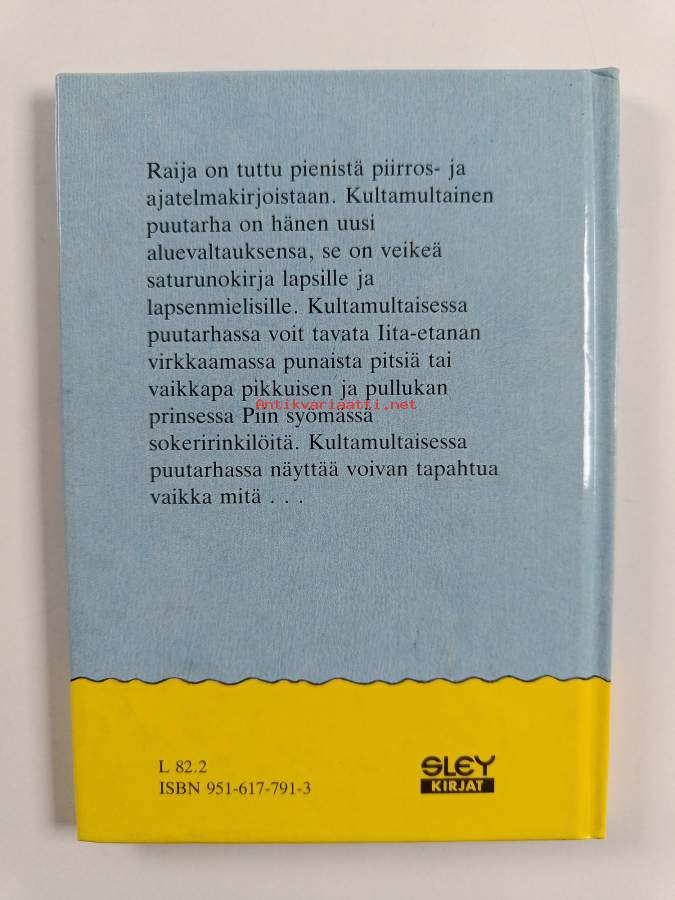 Raija on tuttu pienistä piirros- ja
ajatelmakirjoistaan. Kultamultainen
puutarha on hänen uusi
aluevaltauksensa, se on veikeä
saturunokirja lapsille ja
lapsenmielisille. Kultamultaisessa
puutarhassa voit tavata Iita-etanan
virkkaamassa punaista pitsiä tai
vaikkapa pikkuisen ja pullukan
Antikvariaatti.net
prinsessa Piin syömässä
sokeririnkilöitä. Kultamultaisessa
puutarhassa näyttää voivan tapahtua
vaikka mitä . . .
L 82.2
ISBN 951-617-791-3
SLEY
KIRJAT